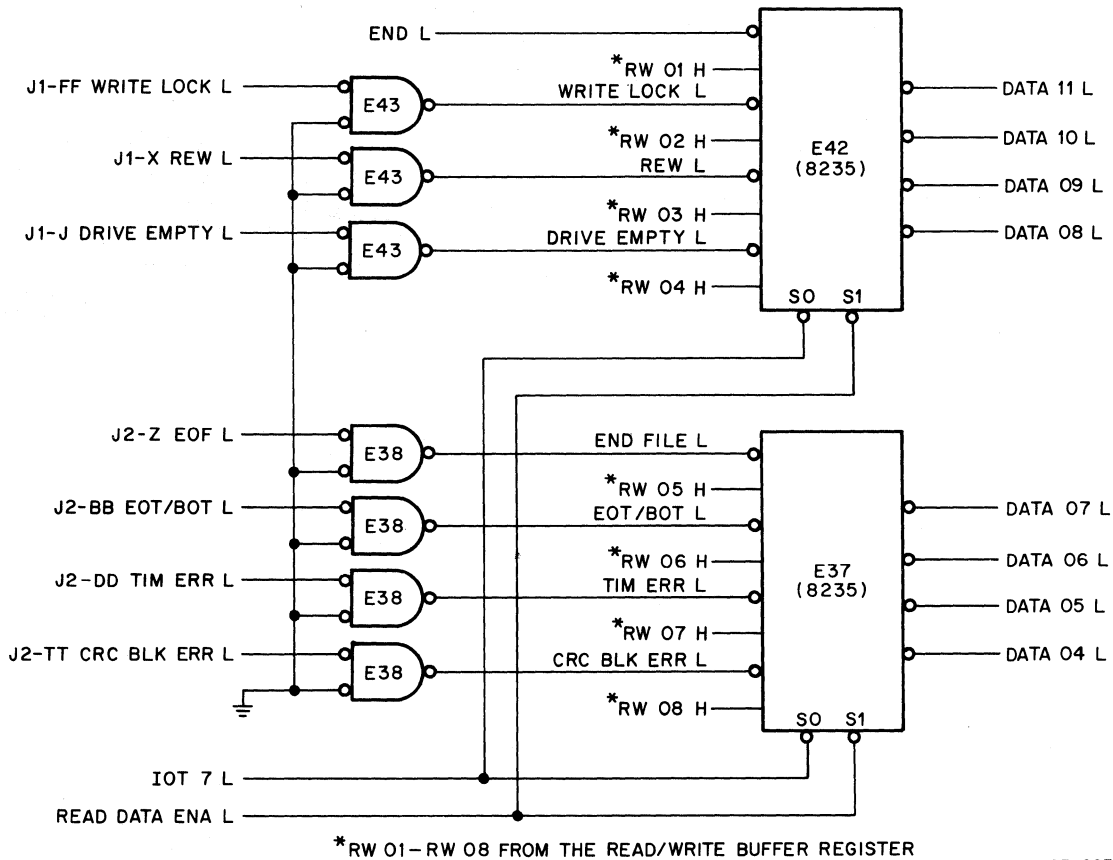 END L
*RW 01 H
J1-FF WRITE LOCK L
E43
WRITE LOCK L
DATA 11 L
*RW 02 H
DATA 10 L
E42
(8235)
J1-X REW L
E43
REW L
DATA 09 L
*RW 03 H
J1-J DRIVE EMPTY L
E43
DRIVE EMPTY L
DATA 08 L
*RW 04 H
S0 S1
J2-Z EOF L
E38
END FILE L
*RW 05 H
J2-BB EOT/BOT L
E38
EOT/BOT L
DATA 07 L
*RW 06 H
DATA 06 L
E37
(8235)
J2-DD TIM ERR L
E38
TIM ERR L
DATA 05 L
*RW 07 H
J2-TT CRC BLK ERR L
E38
CRC BLK ERR L
DATA 04 L
*RW 08 H
S0 S1
IOT 7 L
READ DATA ENA L
*RW 01-RW 08 FROM THE READ/WRITE BUFFER REGISTER